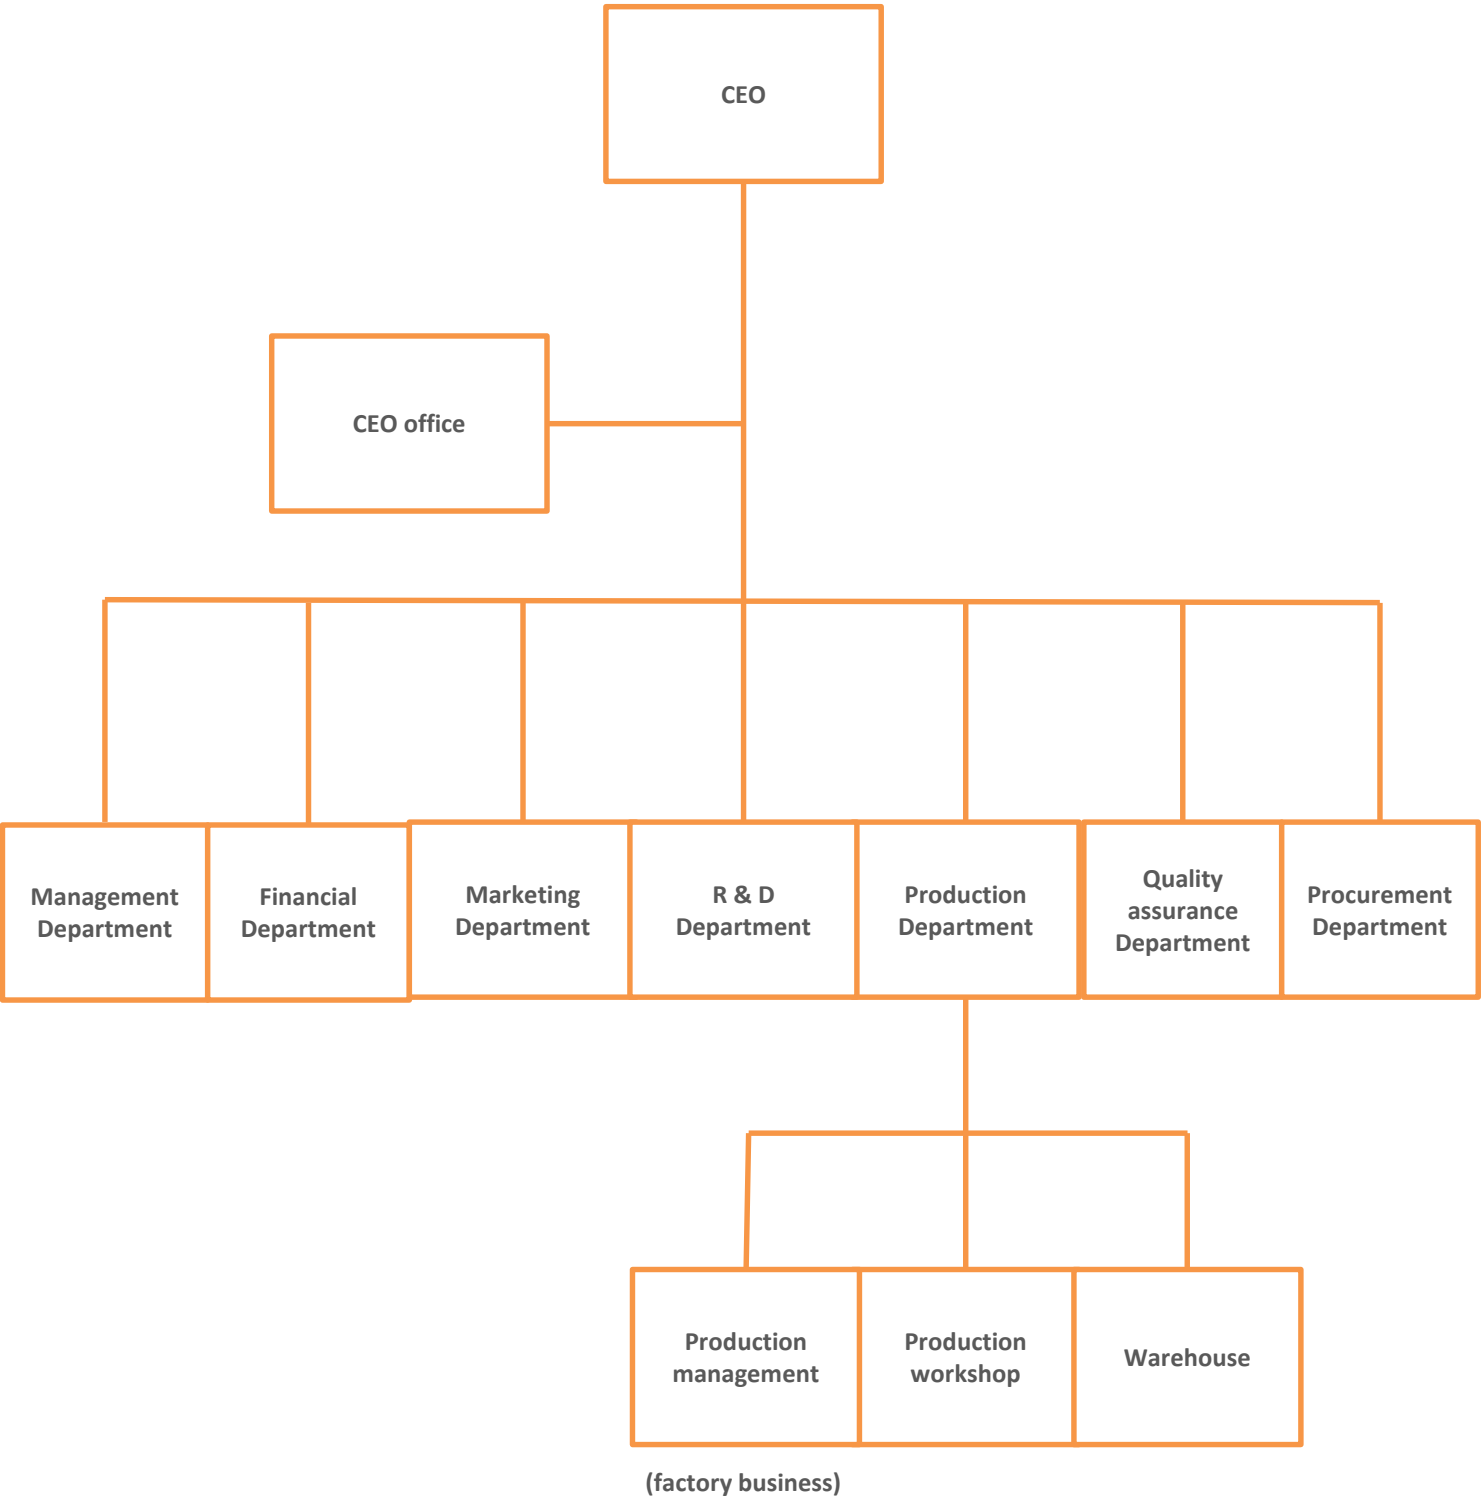 CEO
CEO office
Management
Department
Financial
Department
Marketing
Department
R & D
Department
Production
Department
Quality
assurance
Department
Procurement
Department
Production
management
Production
workshop
Warehouse
(factory business)